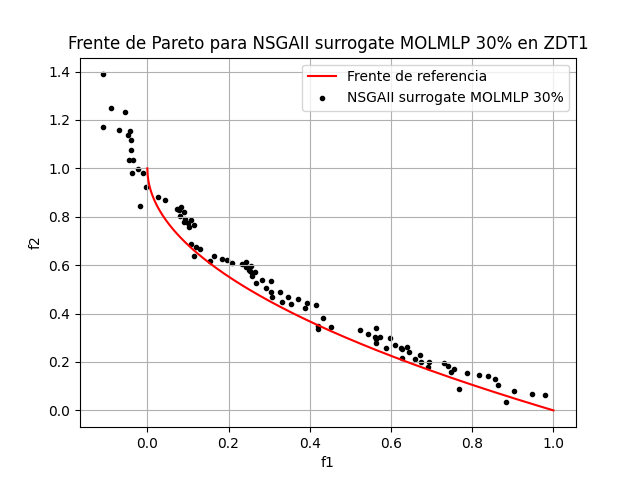 Frente de Pareto para NSGAII surrogate MOLMLP 30% en ZDT1
Frente de referencia
NSGAII surrogate MOLMLP 30%
f2
1.4
1.2
1.0
0.8
0.6
0.4
0.2
0.0
0.0 0.2 0.4 0.6 0.8 1.0
f1